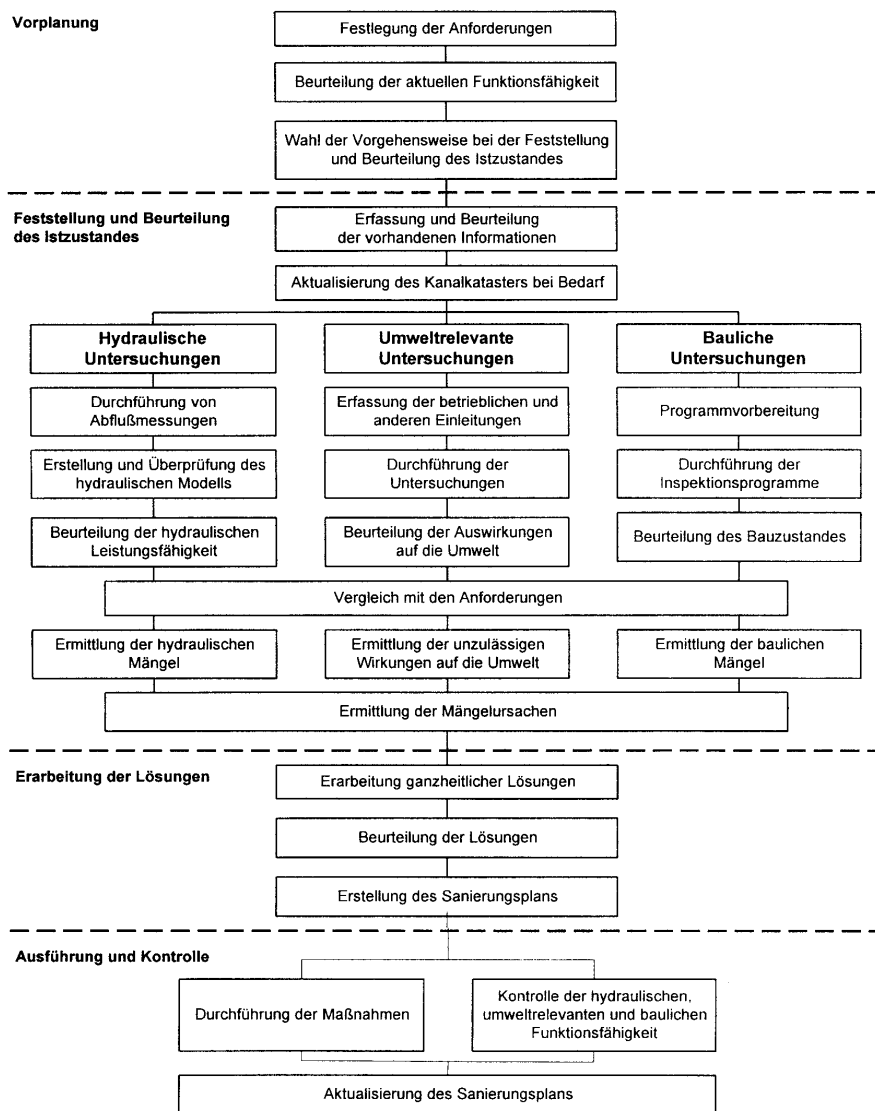 Vorplanung
Festlegung der Anforderungen
Beurteilung der aktuellen Funktionsfähigkeit
Wahl der Vorgehensweise bei der Feststellung
und Beurteilung des Istzustandes
Feststellung und Beurteilung
des Istzustandes
Erfassung und Beurteilung
der vorhandenen Informationen
Aktualisierung des Kanalkatasters bei Bedarf
Hydraulische
Untersuchungen
Umweltrelevante
Untersuchungen
Bauliche
Untersuchungen
Durchführung von
Abflußmessungen
Erfassung der betrieblichen und
anderen Einleitungen
Programmvorbereitung
Erstellung und Überprüfung des
hydraulischen Modells
Durchführung der
Untersuchungen
Durchführung der
Inspektionsprogramme
Beurteilung der hydraulischen
Leistungsfähigkeit
Beurteilung der Auswirkungen
auf die Umwelt
Beurteilung des Bauzustandes
Vergleich mit den Anforderungen
Ermittlung der hydraulischen
Mängel
Ermittlung der unzulässigen
Wirkungen auf die Umwelt
Ermittlung der baulichen
Mängel
Ermittlung der Mängelursachen
Erarbeitung der Lösungen
Erarbeitung ganzheitlicher Lösungen
Beurteilung der Lösungen
Erstellung des Sanierungsplans
Ausführung und Kontrolle
Durchführung der Maßnahmen
Kontrolle der hydraulischen,
umweltrelevanten und baulichen
Funktionsfähigkeit
Aktualisierung des Sanierungsplans